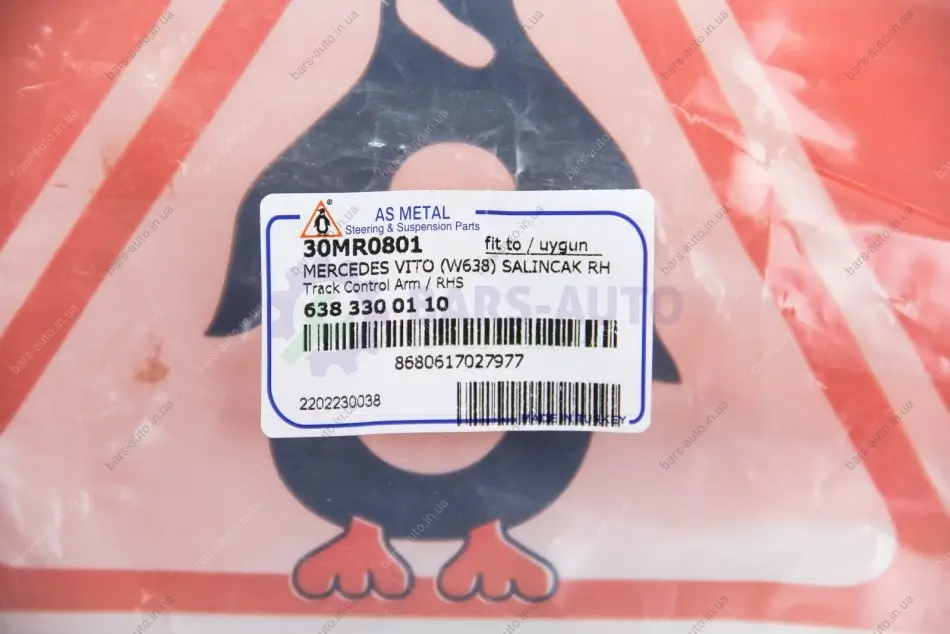 AS METAL
Steering & Suspension Parts
30MR0801 fit to / uygun
MERCEDES VITO (W638) SALINCAK RH
Track Control Arm / RHS
638 330 01 10
BARS-AUTO
8680617027977
2202230038
MADE IN TURKEY
bars-auto.in.ua